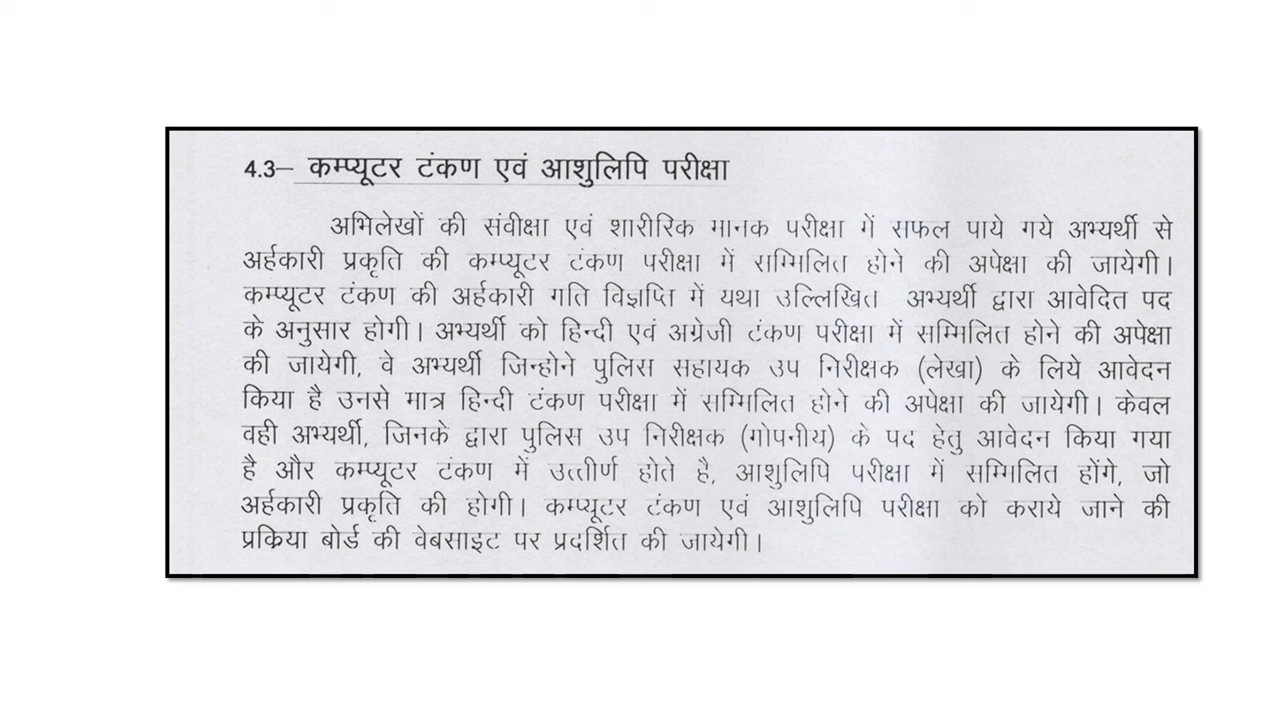 4.3– कम्प्यूटर टंकण एवं आशुलिपि परीक्षा
अभिलेखों की संवीक्षा एवं शारीरिक मानक परीक्षा में सफल पाये गये अभ्यर्थी से
अर्हकारी प्रकृति की कम्प्यूटर टंकण परीक्षा में सम्मिलित होने की अपेक्षा की जायेगी।
कम्प्यूटर टंकण की अर्हकारी गति विज्ञप्ति में यथा उल्लिखित अभ्यर्थी द्वारा आवेदित पद
के अनुसार होगी। अभ्यर्थी को हिन्दी एवं अग्रेजी टंकण परीक्षा में सम्मिलित होने की अपेक्षा
की जायेगी, वे अभ्यर्थी जिन्होने पुलिस सहायक उप निरीक्षक (लेखा) के लिये आवेदन
किया है उनसे मात्र हिन्दी टंकण परीक्षा में सम्मिलित होने की अपेक्षा की जायेगी। केवल
वही अभ्यर्थी, जिनके द्वारा पुलिस उप निरीक्षक (गोपनीय) के पद हेतु आवेदन किया गया
है और कम्प्यूटर टंकण में उत्तीर्ण होते है, आशुलिपि परीक्षा में सम्मिलित होंगे, जो
अर्हकारी प्रकृति की होगी। कम्प्यूटर टंकण एवं आशुलिपि परीक्षा को कराये जाने की
प्रक्रिया बोर्ड की वेबसाइट पर प्रदर्शित की जायेगी।